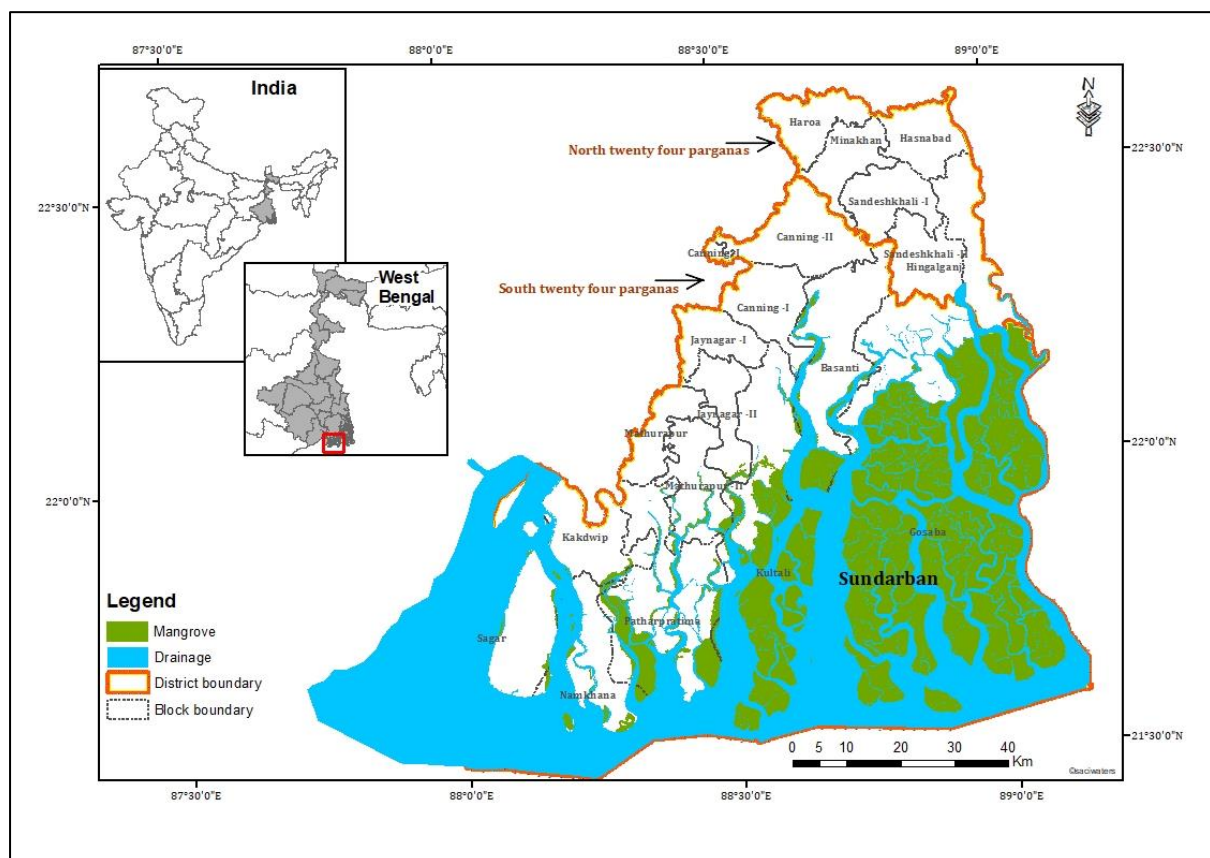 87°30'0"E
88°0'0"E
88°30'0"E
89°0'0"E
India
N
Haroa
Minakhan
Hasnabad
North twenty four parganas
22°30'0"N
22°30'0"N
Sandeshkhali -I
Canning -II
Canning-I
Sandeshkhali -II
Hingalganj
West
Bengal
South twenty four parganas
Canning -I
Jaynagar -I
Basanti
Jaynagar -II
Mathurapur
22°0'0"N
Mathurapur -II
22°0'0"N
Kakdwip
Gosaba
Kultali
Sundarban
Legend
Mangrove
Drainage
District boundary
Block boundary
Patharpratima
Sagar
Namkhana
21°30'0"N
0 5 10 20 30 40
Km
©saciwaters
87°30'0"E
88°0'0"E
88°30'0"E
89°0'0"E